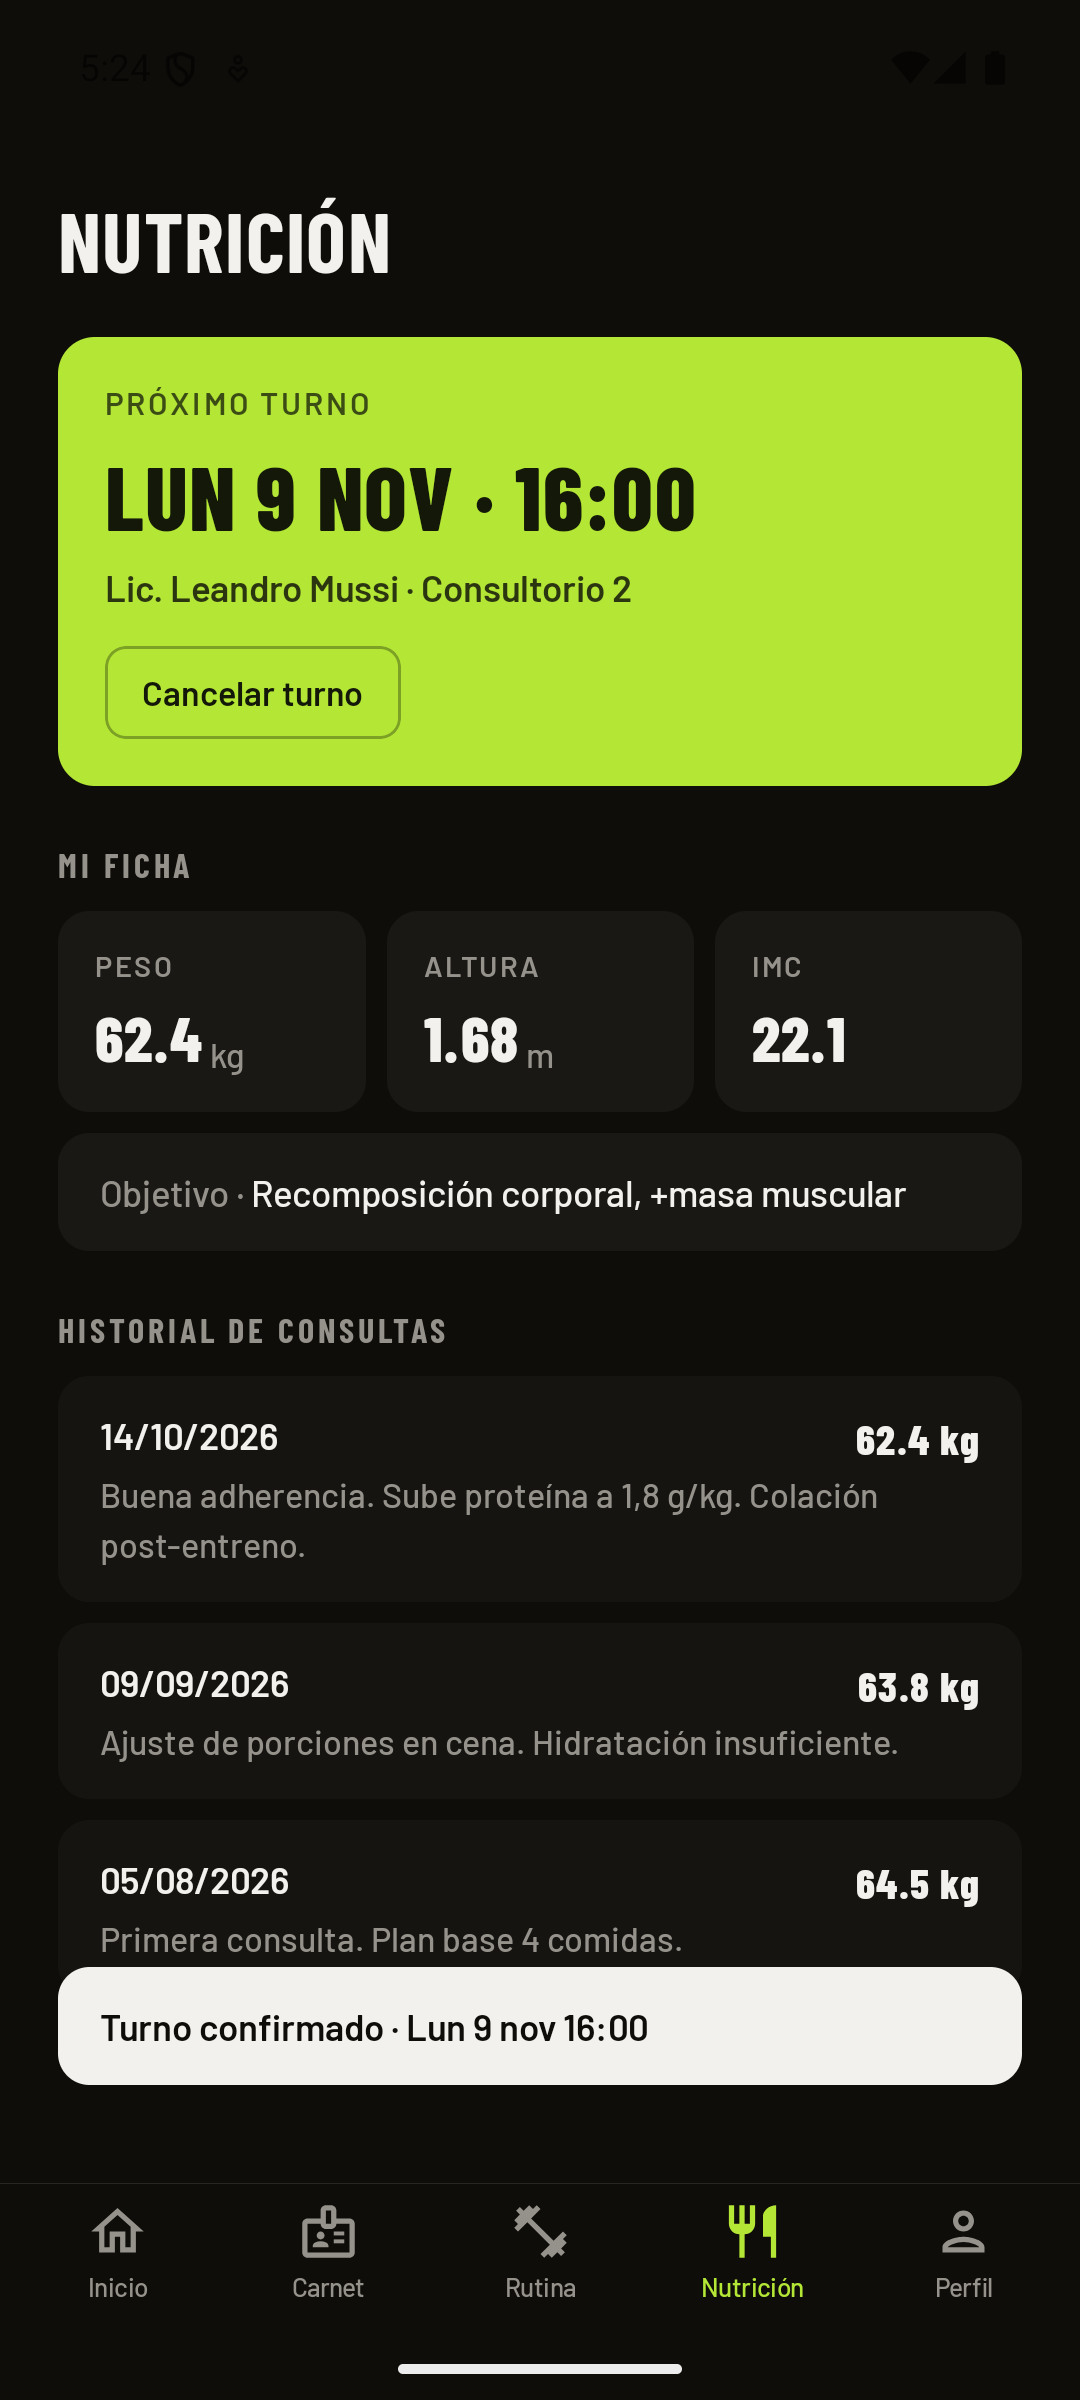 5:24
NUTRICIÓN
PRÓXIMO TURNO
LUN 9 NOV · 16:00
Lic. Leandro Mussi · Consultorio 2
Cancelar turno
MI FICHA
PESO
62.4 kg
ALTURA
1.68 m
IMC
22.1
Objetivo · Recomposición corporal, +masa muscular
HISTORIAL DE CONSULTAS
14/10/2026
62.4 kg
Buena adherencia. Sube proteína a 1,8 g/kg. Colación
post-entreno.
09/09/2026
63.8 kg
Ajuste de porciones en cena. Hidratación insuficiente.
05/08/2026
64.5 kg
Primera consulta. Plan base 4 comidas.
Turno confirmado · Lun 9 nov 16:00
Inicio
Carnet
Rutina
Nutrición
Perfil